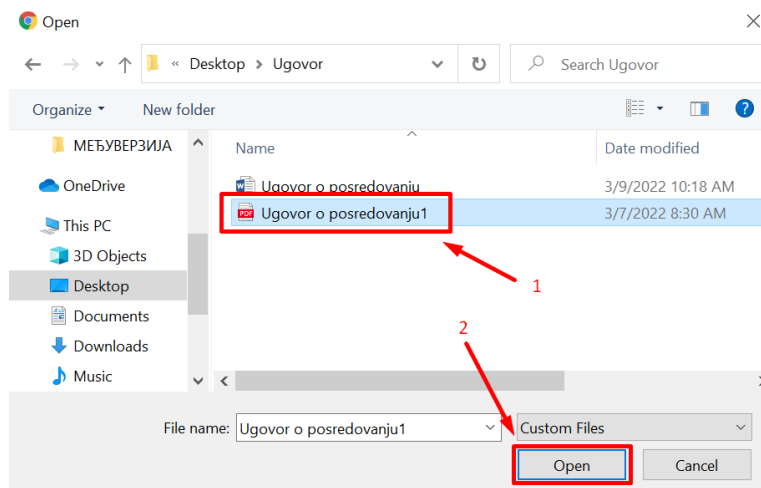 Open
« Desktop > Ugovor
Search Ugovor
Organize
New folder
МЕЂУВЕРЗИЈА
OneDrive
This PC
3D Objects
Desktop
Documents
Downloads
Music
Name
Date modified
Ugovor o posredovanju
3/9/2022 10:18 AM
PDF
Ugovor o posredovanju1
3/7/2022 8:30 AM
1
2
File name:
Ugovor o posredovanju1
Custom Files
Open
Cancel